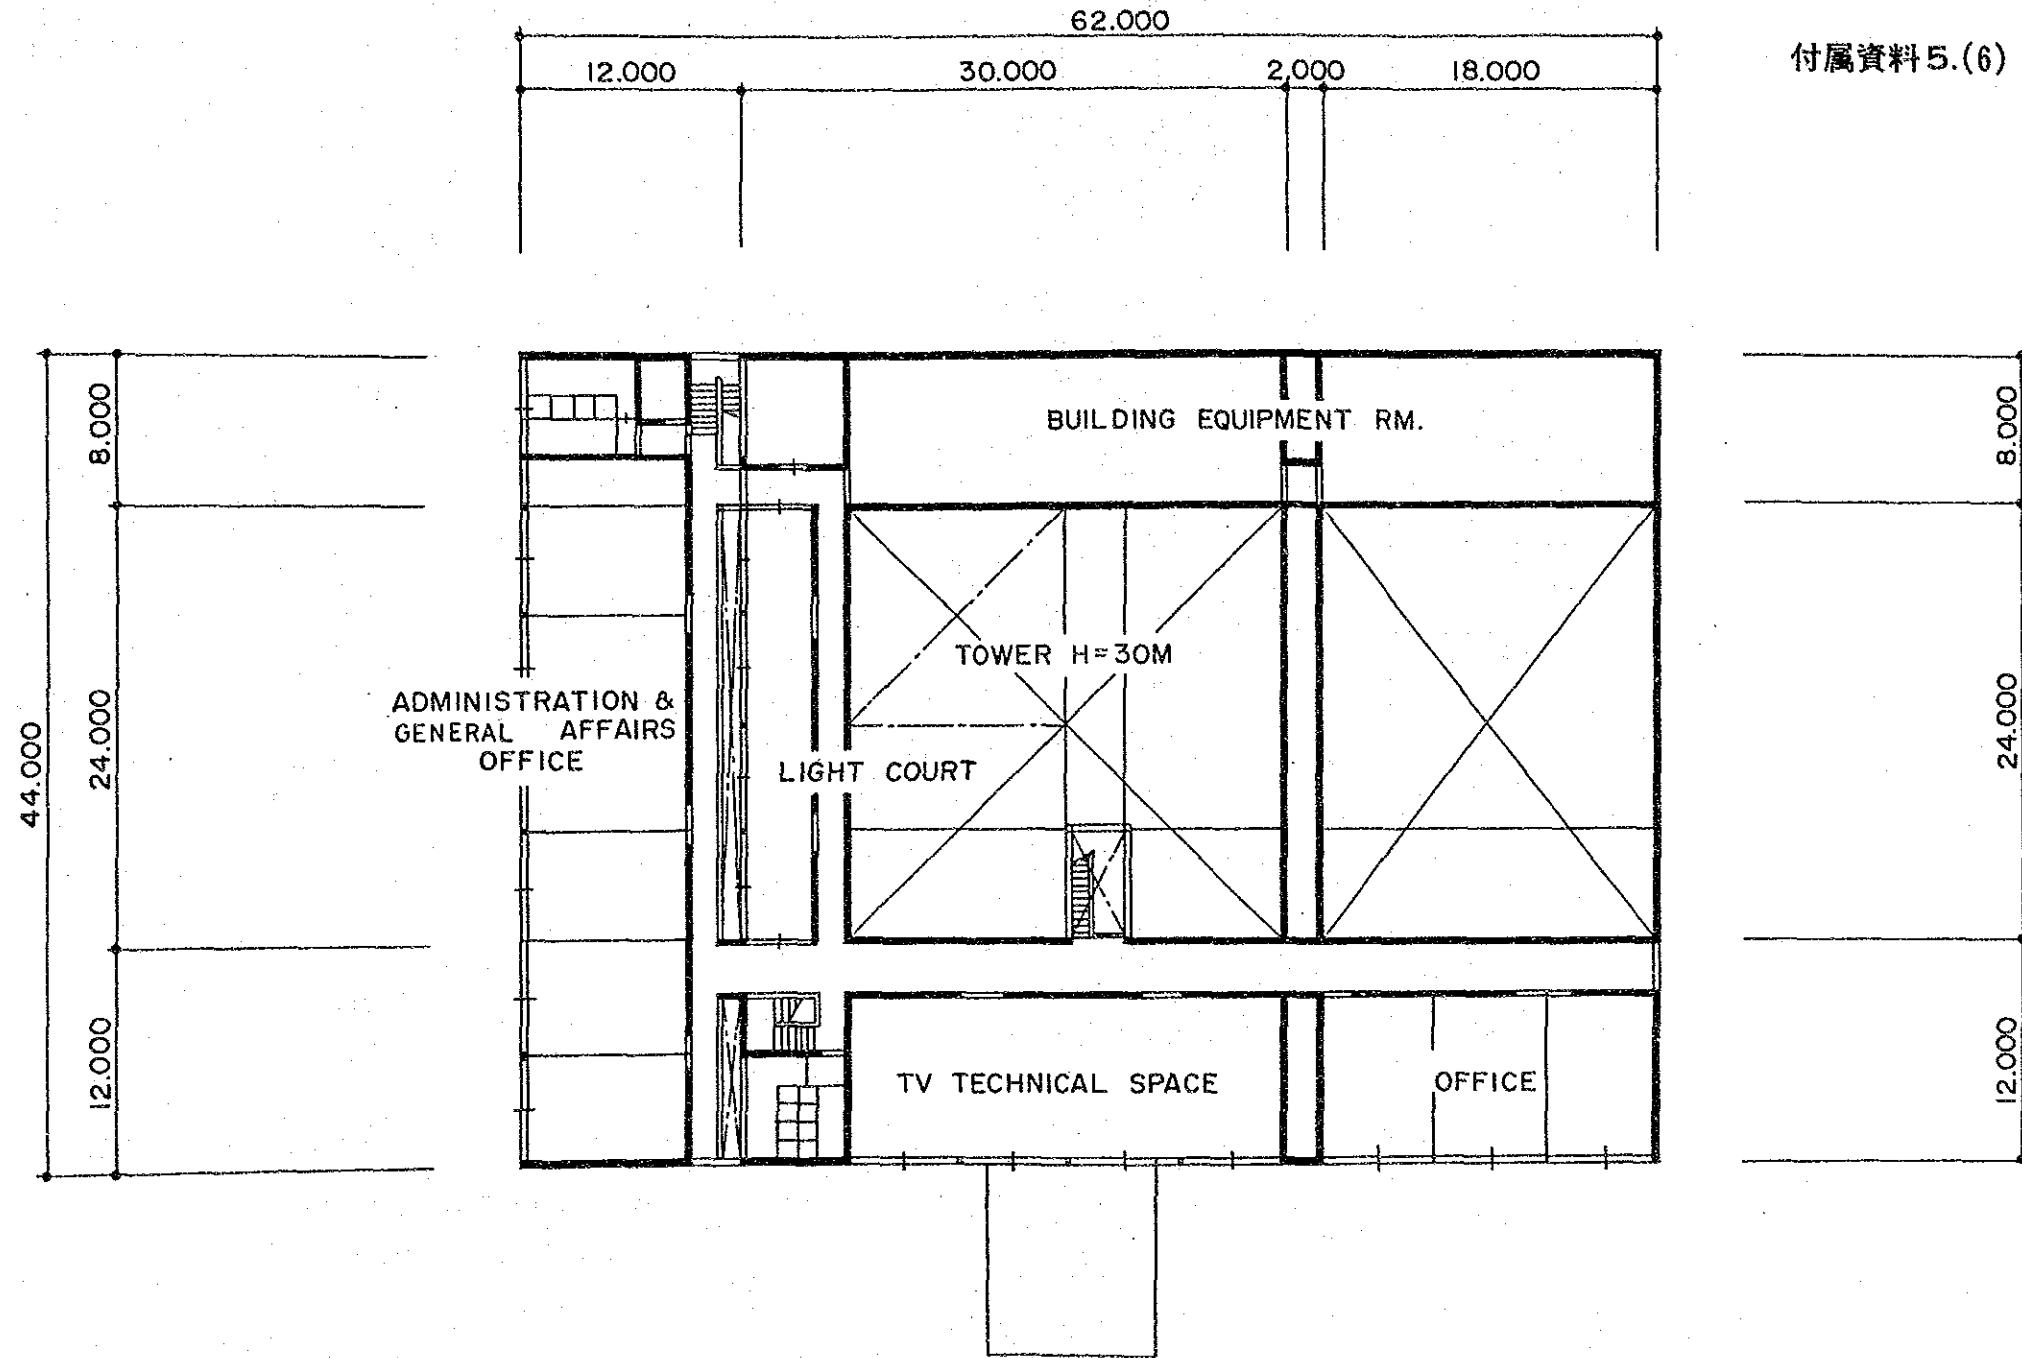 62.000
12.000 30.000 2,000 18.000
付属資料5.(6)
8.000
24.000
44.000
12.000
BUILDING EQUIPMENT RM.
TOWER H=30M
ADMINISTRATION &
GENERAL AFFAIRS
OFFICE
LIGHT COURT
TV TECHNICAL SPACE
OFFICE
8.000
24.000
12.000